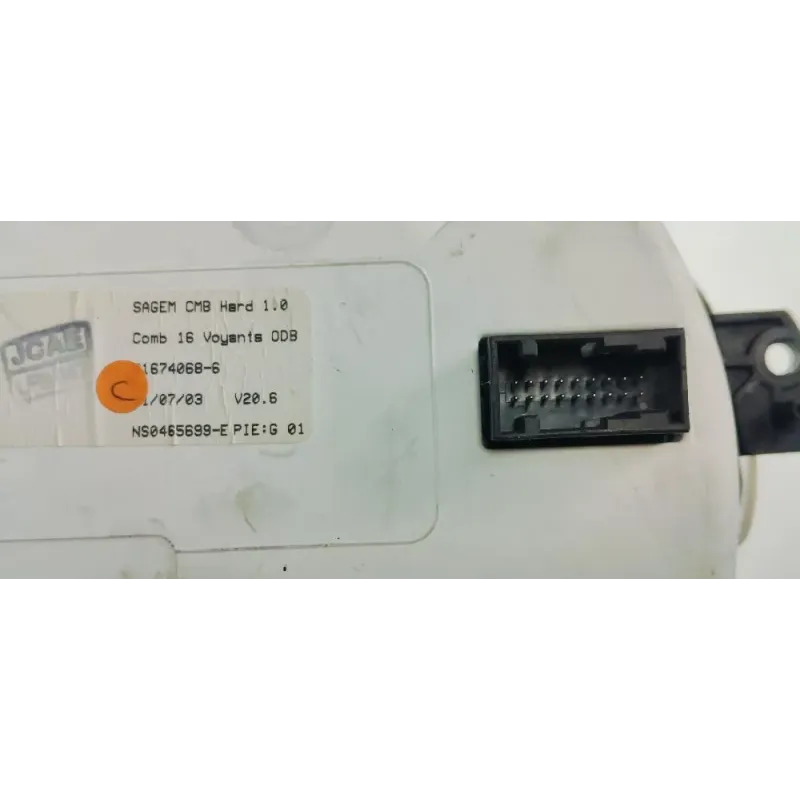 SAGEM CMB Hard 1.0
JCAE
Comb 16 Voyants ODB
1674068-6
C
1/07/03 V20.6
NS0465699-E PIE:G 01